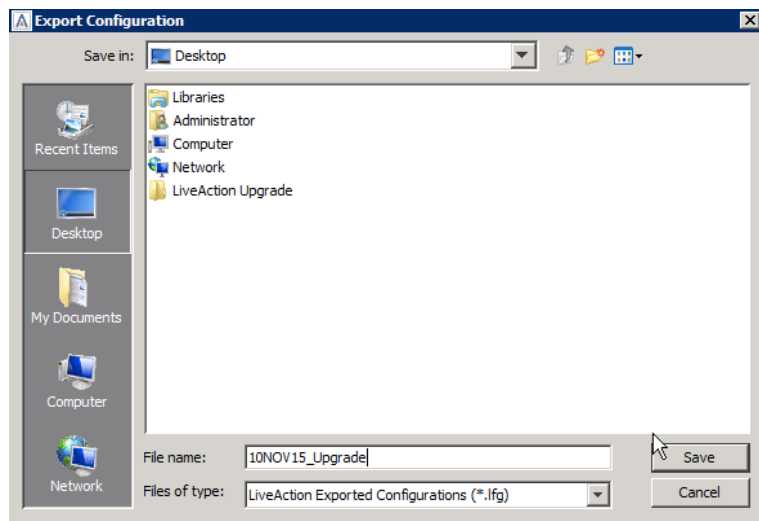 Export Configuration
Save in: Desktop
Recent Items
Desktop
My Documents
Computer
Network
Libraries
Administrator
Computer
Network
LiveAction Upgrade
File name: 10NOV15_Upgrade Save
Files of type: LiveAction Exported Configurations (*.lfg) Cancel